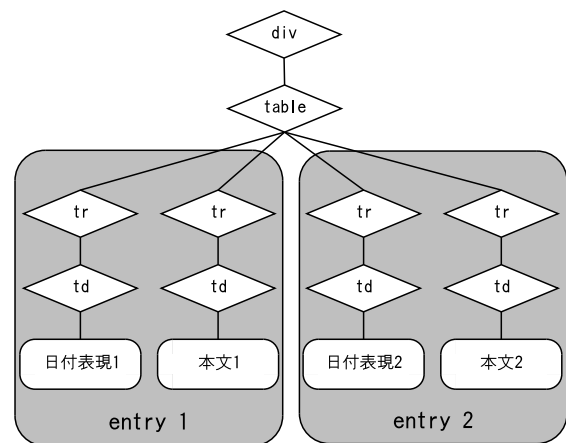 div
table
tr tr tr tr
td td td td
日付表現1 本文1 日付表現2 本文2
entry 1 entry 2